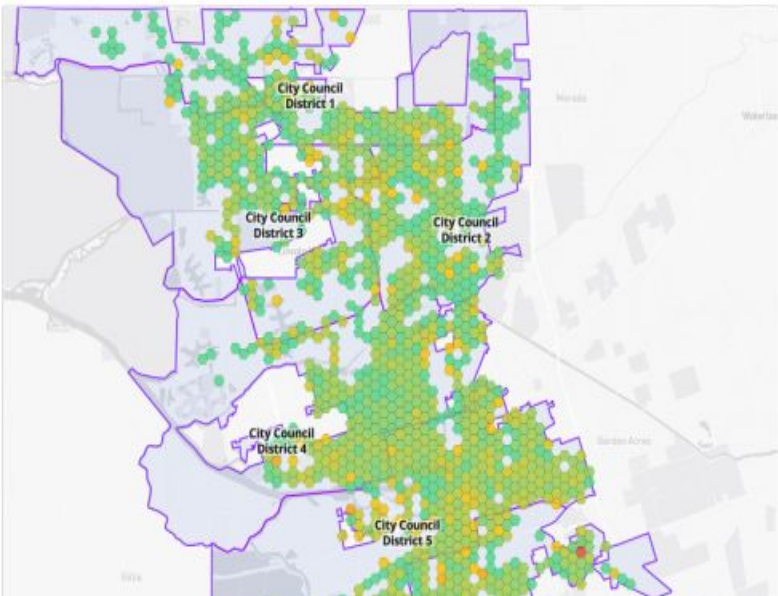 City Council
District 1
Morada
City Council
District 3
City Council
District 2
City Council
District 4
Garden Acres
City Council
District 5